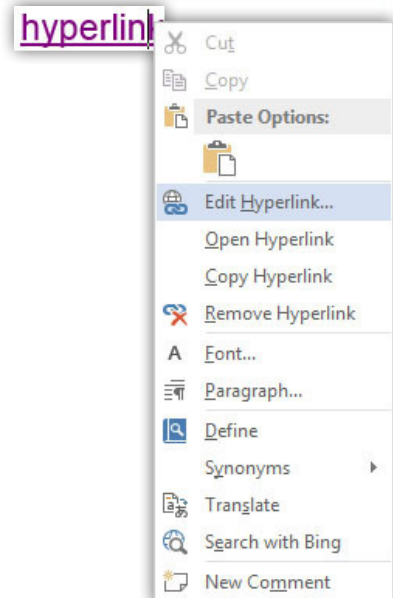 hyperlink
Cut
Copy
Paste Options:
Edit Hyperlink...
Open Hyperlink
Copy Hyperlink
Remove Hyperlink
A Font...
Paragraph...
Define
Synonyms
Translate
Search with Bing
New Comment